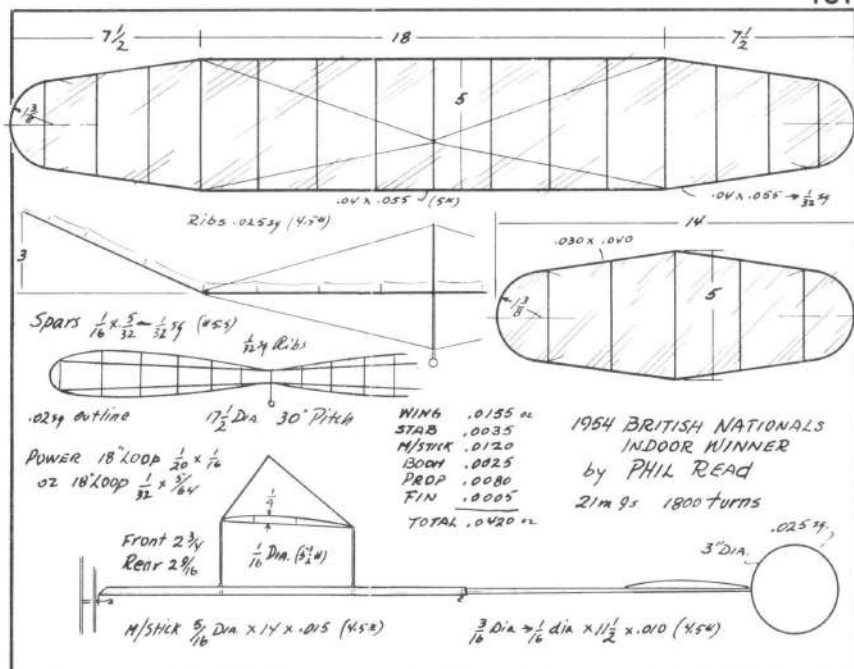 7 1/2
18
7 1/2
1 3/8
5
.04 x .055 (5#)
.04 x .055 → 1/32 sq
Ribs .025 sq (4.5#)
14
.030 x .040
3
1 3/8
5
Spars 1/16 x 5/32 – 1/32 sq (#5.5)
1/32 sq Ribs
.02 sq outline
17 1/2 Dia 30" Pitch
POWER 18" LOOP 1/20 x 1/16
or 18" LOOP 1/32 x 5/64
WING .0155 oz
STAB .0035
M/STICK .0120
BOOM .0025
PROP .0080
FIN .0005
TOTAL .0420 oz
1954 BRITISH NATIONALS
INDOOR WINNER
by PHIL READ
21m 9s 1800 turns
1/4
Front 2 3/4
Rear 2 9/16
1/16 DIA. (5 1/2 #)
3" DIA.
.025 sq.
M/STICK 5/16 DIA x 14 x .015 (4.5#)
3/16 Dia → 1/16 dia x 11 1/2 x .010 (4.5#)